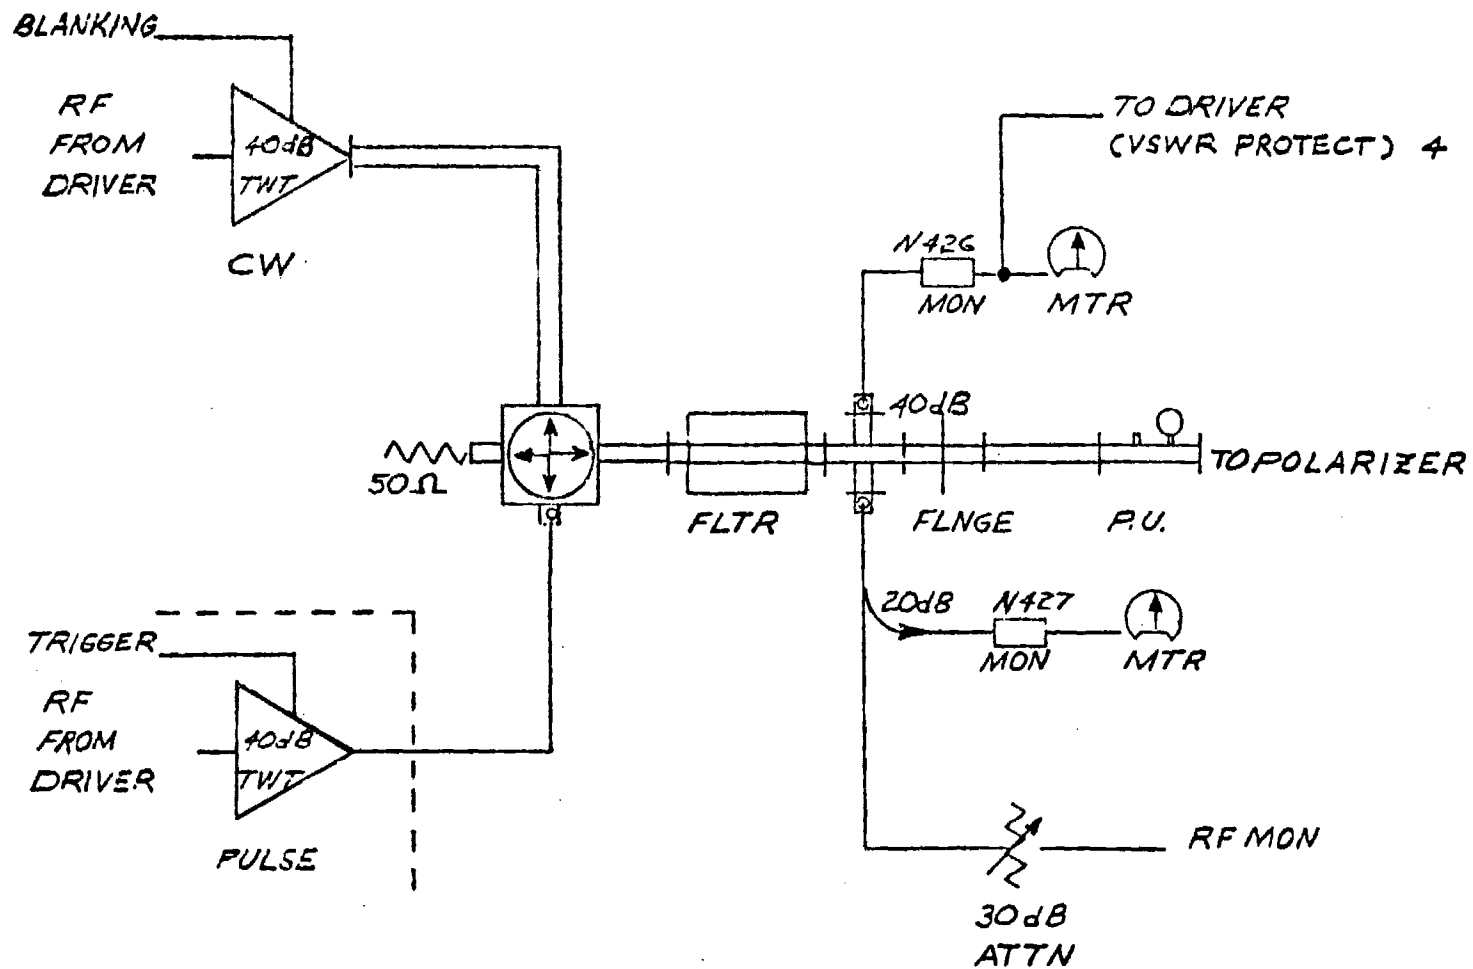 BLANKING
RF
FROM
DRIVER
40dB
TWT
CW
TO DRIVER
(VSWR PROTECT) 4
N426
MON
MTR
40dB
50Ω
FLTR
FLNGE
P.U.
TO POLARIZER
20dB
N427
MON
MTR
TRIGGER
RF
FROM
DRIVER
40dB
TWT
PULSE
RF MON
30dB
ATTN